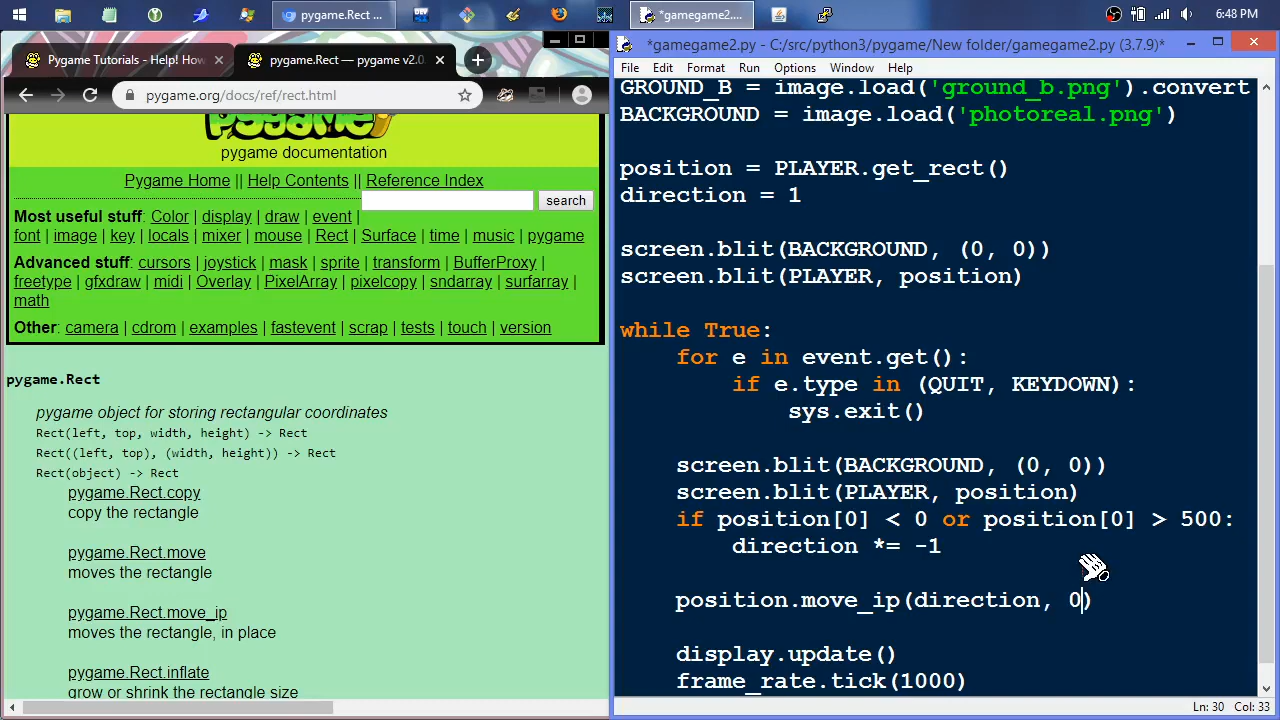 pygame.Rect ...
*gamegame2....
6:48 PM
Pygame Tutorials - Help! How
pygame.Rect — pygame v2.0.
pygame.org/docs/ref/rect.html
pygame documentation
Pygame Home || Help Contents || Reference Index
search
Most useful stuff: Color | display | draw | event |
font | image | key | locals | mixer | mouse | Rect | Surface | time | music | pygame
Advanced stuff: cursors | joystick | mask | sprite | transform | BufferProxy |
freetype | gfxdraw | midi | Overlay | PixelArray | pixelcopy | sndarray | surfarray |
math
Other: camera | cdrom | examples | fastevent | scrap | tests | touch | version
pygame.Rect
pygame object for storing rectangular coordinates
Rect(left, top, width, height) -> Rect
Rect((left, top), (width, height)) -> Rect
Rect(object) -> Rect
pygame.Rect.copy
copy the rectangle
pygame.Rect.move
moves the rectangle
pygame.Rect.move_ip
moves the rectangle, in place
pygame.Rect.inflate
grow or shrink the rectangle size
*gamegame2.py - C:/src/python3/pygame/New folder/gamegame2.py (3.7.9)*
File Edit Format Run Options Window Help
GROUND_B = image.load('ground_b.png').convert
BACKGROUND = image.load('photoreal.png')
position = PLAYER.get_rect()
direction = 1
screen.blit(BACKGROUND, (0, 0))
screen.blit(PLAYER, position)
while True:
for e in event.get():
if e.type in (QUIT, KEYDOWN):
sys.exit()
screen.blit(BACKGROUND, (0, 0))
screen.blit(PLAYER, position)
if position[0] < 0 or position[0] > 500:
direction *= -1
position.move_ip(direction, 0)
display.update()
frame_rate.tick(1000)
Ln: 30 Col: 33